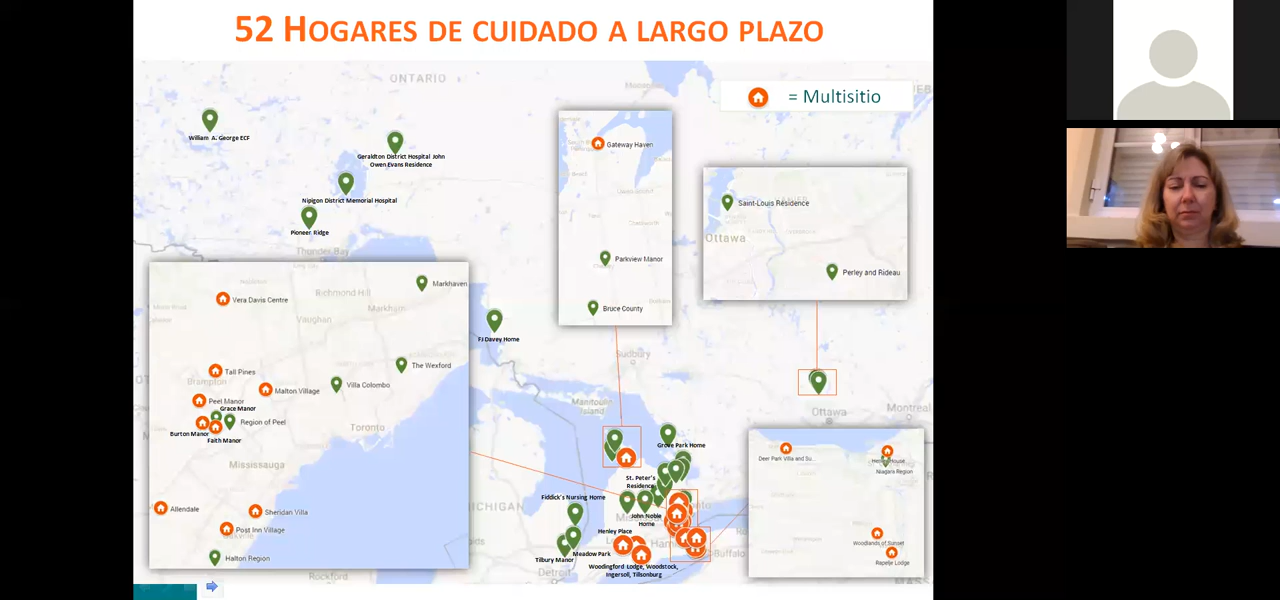 52 HOGARES DE CUIDADO A LARGO PLAZO
ONTARIO
= Multisitio
William A. George ECF
Geraldton District Hospital John
Owen Evans Residence
Nipigon District Memorial Hospital
Pioneer Ridge
Thunder Bay
Gateway Haven
Parkview Manor
Bruce County
Saint-Louis Residence
Ottawa
Perley and Rideau
Markhaven
Vera Davis Centre
Richmond Hill
Markham
Vaughan
FJ Davey Home
The Wexford
Tall Pines
Brampton
Malton Village
Villa Colombo
Peel Manor
Grace Manor
Region of Peel
Burton Manor
Faith Manor
Toronto
Mississauga
Allendale
Sheridan Villa
Post Inn Village
Halton Region
Sudbury
Manitoulin
Island
Ottawa
Montreal
Grove Park Home
St. Peter's
Residence
Fiddick's Nursing Home
John Noble
Home
Henley Place
Meadow Park
Tilbury Manor
Woodingford Lodge, Woodstock,
Ingersoll, Tillsonburg
Detroit
Buffalo
Rockford
Deer Park Villa and Su...
Niagara Region
Woodlands of Sunset
Rapelje Lodge